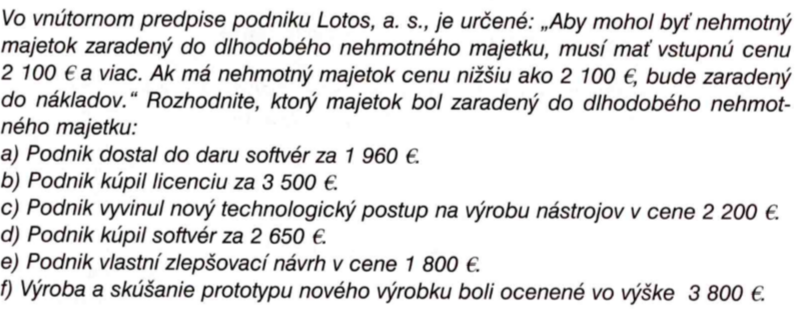 Vo vnútornom predpise podniku Lotos, a. s., je určené: „Aby mohol byť nehmotný
majetok zaradený do dlhodobého nehmotného majetku, musí mať vstupnú cenu
2 100 € a viac. Ak má nehmotný majetok cenu nižšiu ako 2 100 €, bude zaradený
do nákladov.“ Rozhodnite, ktorý majetok bol zaradený do dlhodobého nehmot-
ného majetku:
a) Podnik dostal do daru softvér za 1 960 €.
b) Podnik kúpil licenciu za 3 500 €.
c) Podnik vyvinul nový technologický postup na výrobu nástrojov v cene 2 200 €.
d) Podnik kúpil softvér za 2 650 €.
e) Podnik vlastní zlepšovací návrh v cene 1 800 €.
f) Výroba a skúšanie prototypu nového výrobku boli ocenené vo výške 3 800 €.